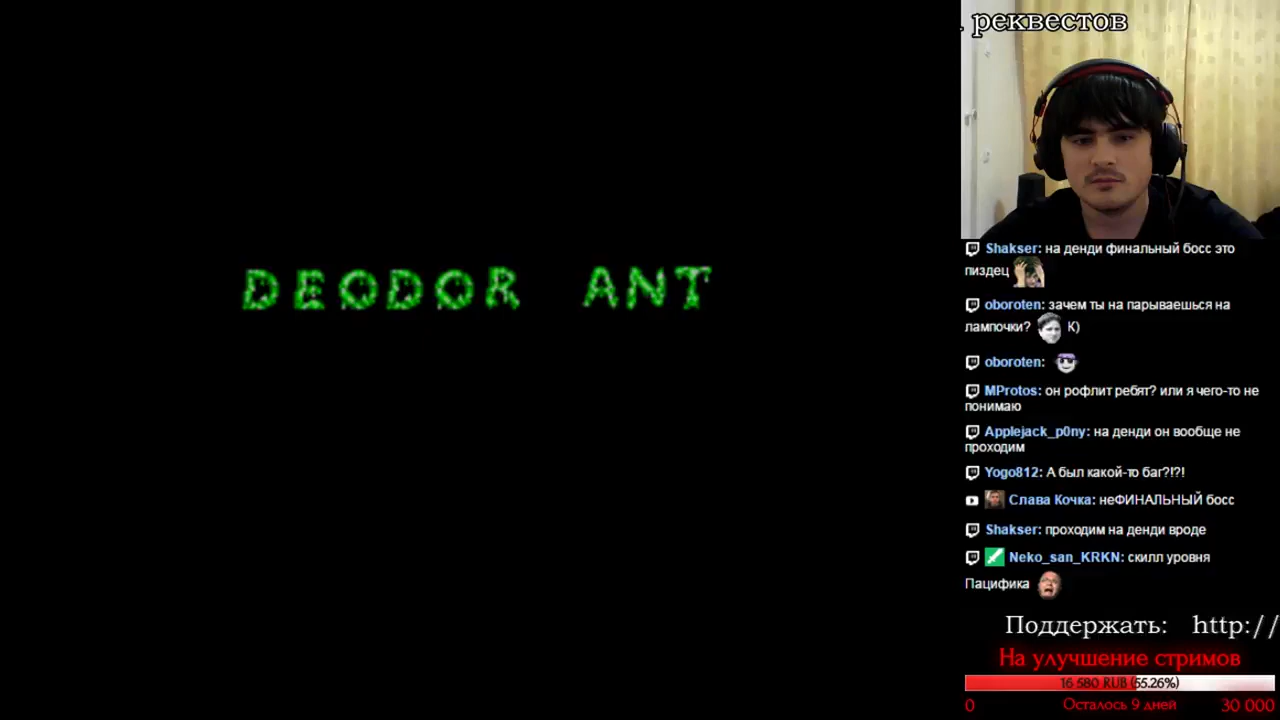 . реквестов
DEODOR ANT
Shakser: на денди финальный босс это
пиздец
oboroten: зачем ты на парываешься на
лампочки? К)
oboroten:
MProtos: он рофлит ребят? или я чего-то не
понимаю
Applejack_p0ny: на денди он вообще не
проходим
Yogo812: А был какой-то баг?!?!
Слава Кочка: неФИНАЛЬНЫЙ босс
Shakser: проходим на денди вроде
Neko_san_KRKN: скилл уровня
Пацифика
Поддержать: http://
На улучшение стримов
16 580 RUB (55.26%)
0 Осталось 9 дней 30 000